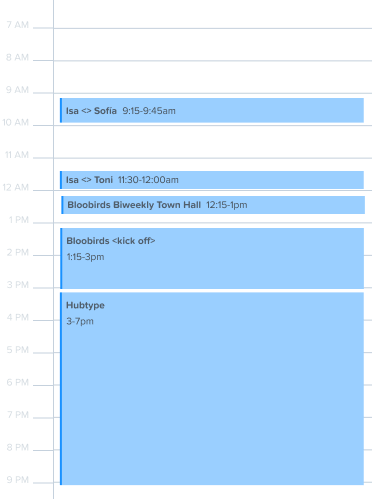 7 AM
8 AM
9 AM
Isa <> Sofía 9:15-9:45am
10 AM
11 AM
Isa <> Toni 11:30-12:00am
12 AM
Bloobirds Biweekly Town Hall 12:15-1pm
1 PM
Bloobirds <kick off>
2 PM
1:15-3pm
3 PM
Hubtype
4 PM
3-7pm
5 PM
6 PM
7 PM
8 PM
9 PM